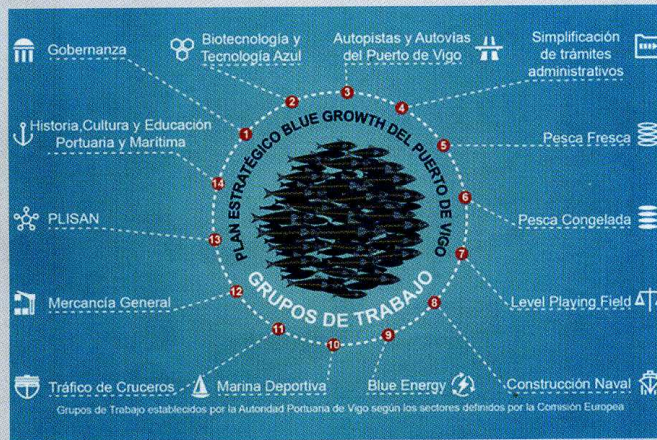 Gobernanza
Biotecnología y
Tecnología Azul
Autopistas y Autovías
del Puerto de Vigo
Simplificación
de trámites
administrativos
Historia,Cultura y Educación
Portuaria y Marítima
Pesca Fresca
PLISAN
Pesca Congelada
Mercancía General
Level Playing Field
Tráfico de Cruceros
Marina Deportiva
Blue Energy
Construcción Naval
1
2
3
4
5
6
7
8
9
10
11
12
13
14
PLAN ESTRATÉGICO BLUE GROWTH DEL PUERTO DE VIGO
GRUPOS DE TRABAJO
Grupos de Trabajo establecidos por la Autoridad Portuaria de Vigo según los sectores definidos por la Comisión Europea